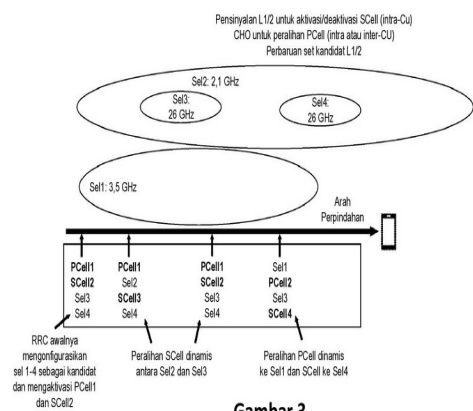 Pensinyalan L1/2 untuk aktivasi/deaktivasi SCell (intra-Cu)
CHO untuk peralihan PCell (intra atau inter-CU)
Perbaruan set kandidat L1/2
Sel2: 2,1 GHz
Sel3:
26 GHz
Sel4:
26 GHz
Sel1: 3,5 GHz
Arah
Perpindahan
PCell1
SCell2
Sel3
Sel4
PCell1
Sel2
SCell3
Sel4
PCell1
SCell2
Sel3
Sel4
Sel1
PCell2
Sel3
SCell4
RRC awalnya
mengonfigurasikan
sel 1-4 sebagai kandidat
dan mengaktivasi PCell1
dan SCell2
Peralihan SCell dinamis
antara Sel2 dan Sel3
Peralihan PCell dinamis
ke Sel1 dan SCell ke Sel4
Gambar 3